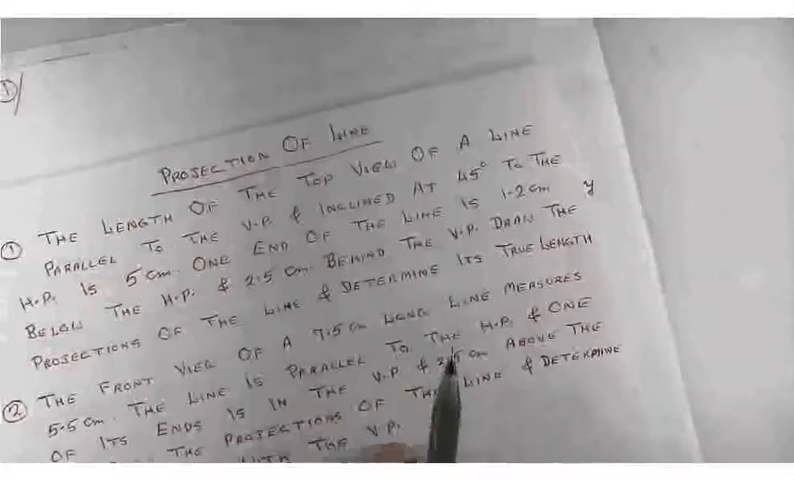 D/
PROJECTION OF LINE
① THE LENGTH OF THE TOP VIEW OF A LINE
PARALLEL TO THE V.P. & INCLINED AT 45° TO THE
H.P. IS 5 cm. ONE END OF THE LINE IS 1.2 cm y
BELOW THE H.P. & 2.5 cm. BEHIND THE V.P. DRAW THE
PROJECTIONS OF THE LINE & DETERMINE ITS TRUE LENGTH
② THE FRONT VIEW OF A 7.5 cm LONG LINE MEASURES
5.5 cm. THE LINE IS PARALLEL TO THE H.P. & ONE
OF ITS ENDS IS IN THE V.P. & cm ABOVE THE
THE PROJECTIONS OF THE LINE & DETERMINE
WITH THE V.P.